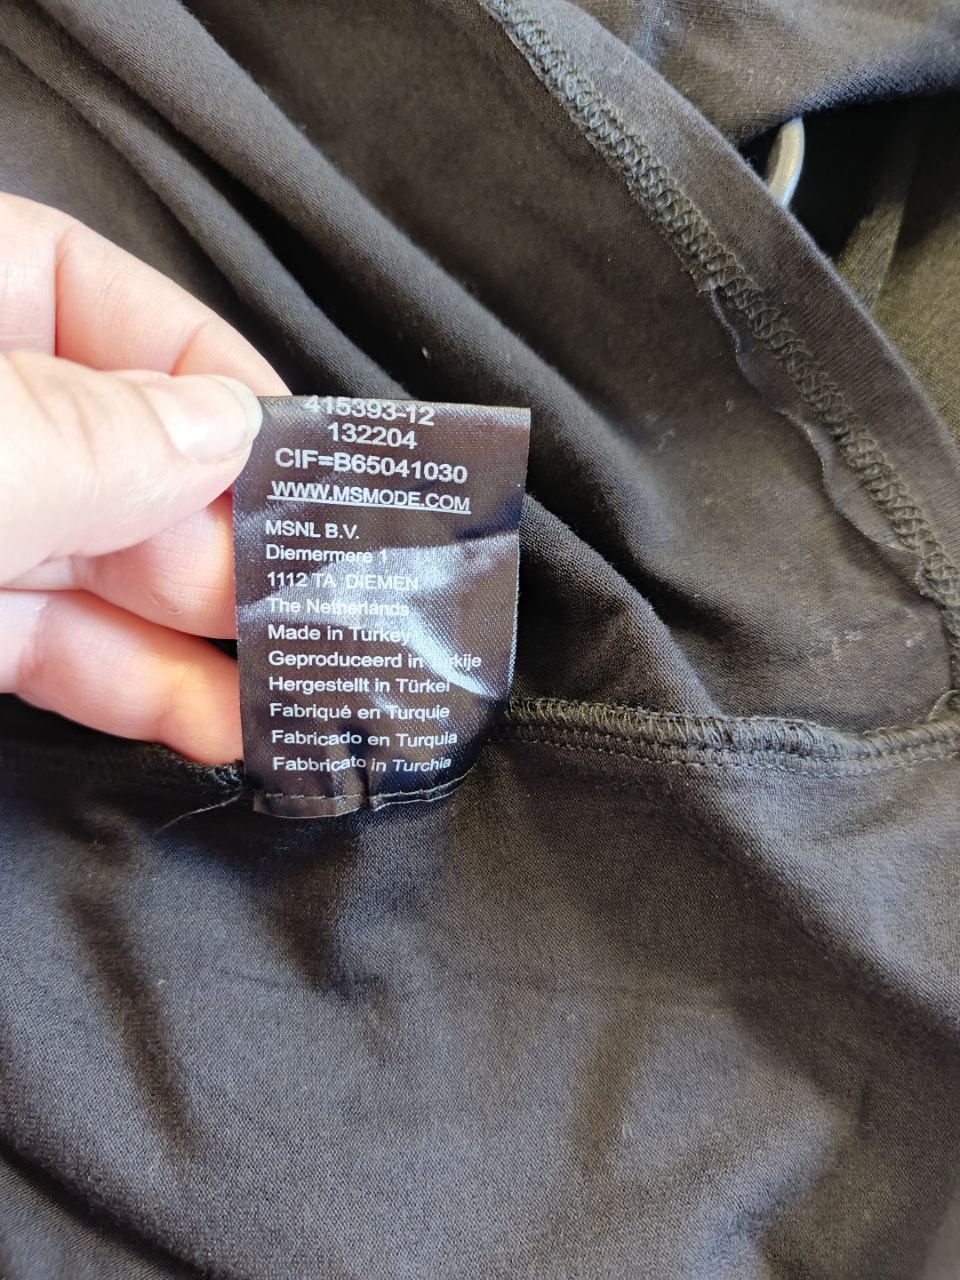 415393-12
132204
CIF=B65041030
WWW.MSMODE.COM
MSNL B.V.
Diemermere 1
1112 TA DIEMEN
The Netherlands
Made in Turkey
Geproduceerd in
Hergestellt in Türkei
Fabriqué en Turquie
Fabricado en Turquia
Fabbricato in Turchia